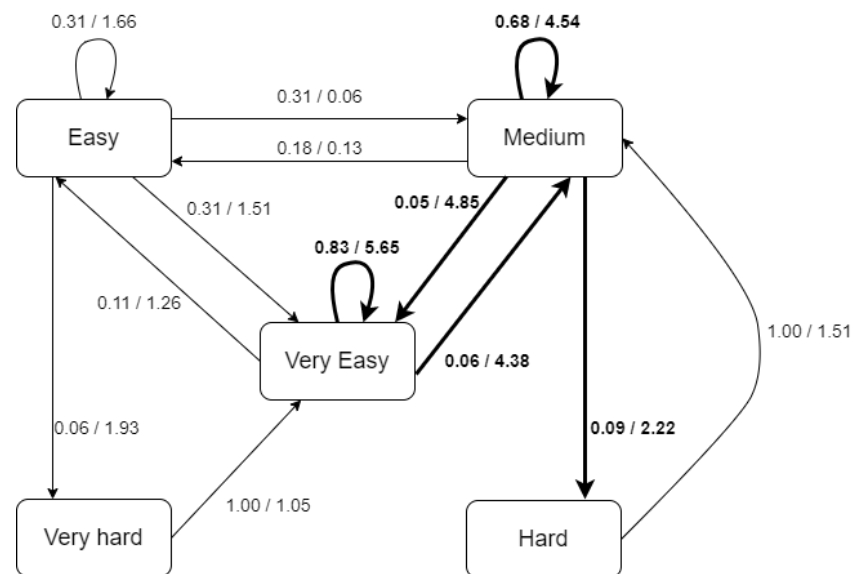 0.31 / 1.66
0.68 / 4.54
0.31 / 0.06
Easy
Medium
0.18 / 0.13
0.05 / 4.85
0.31 / 1.51
0.83 / 5.65
0.11 / 1.26
1.00 / 1.51
Very Easy
0.06 / 4.38
0.06 / 1.93
0.09 / 2.22
1.00 / 1.05
Very hard
Hard